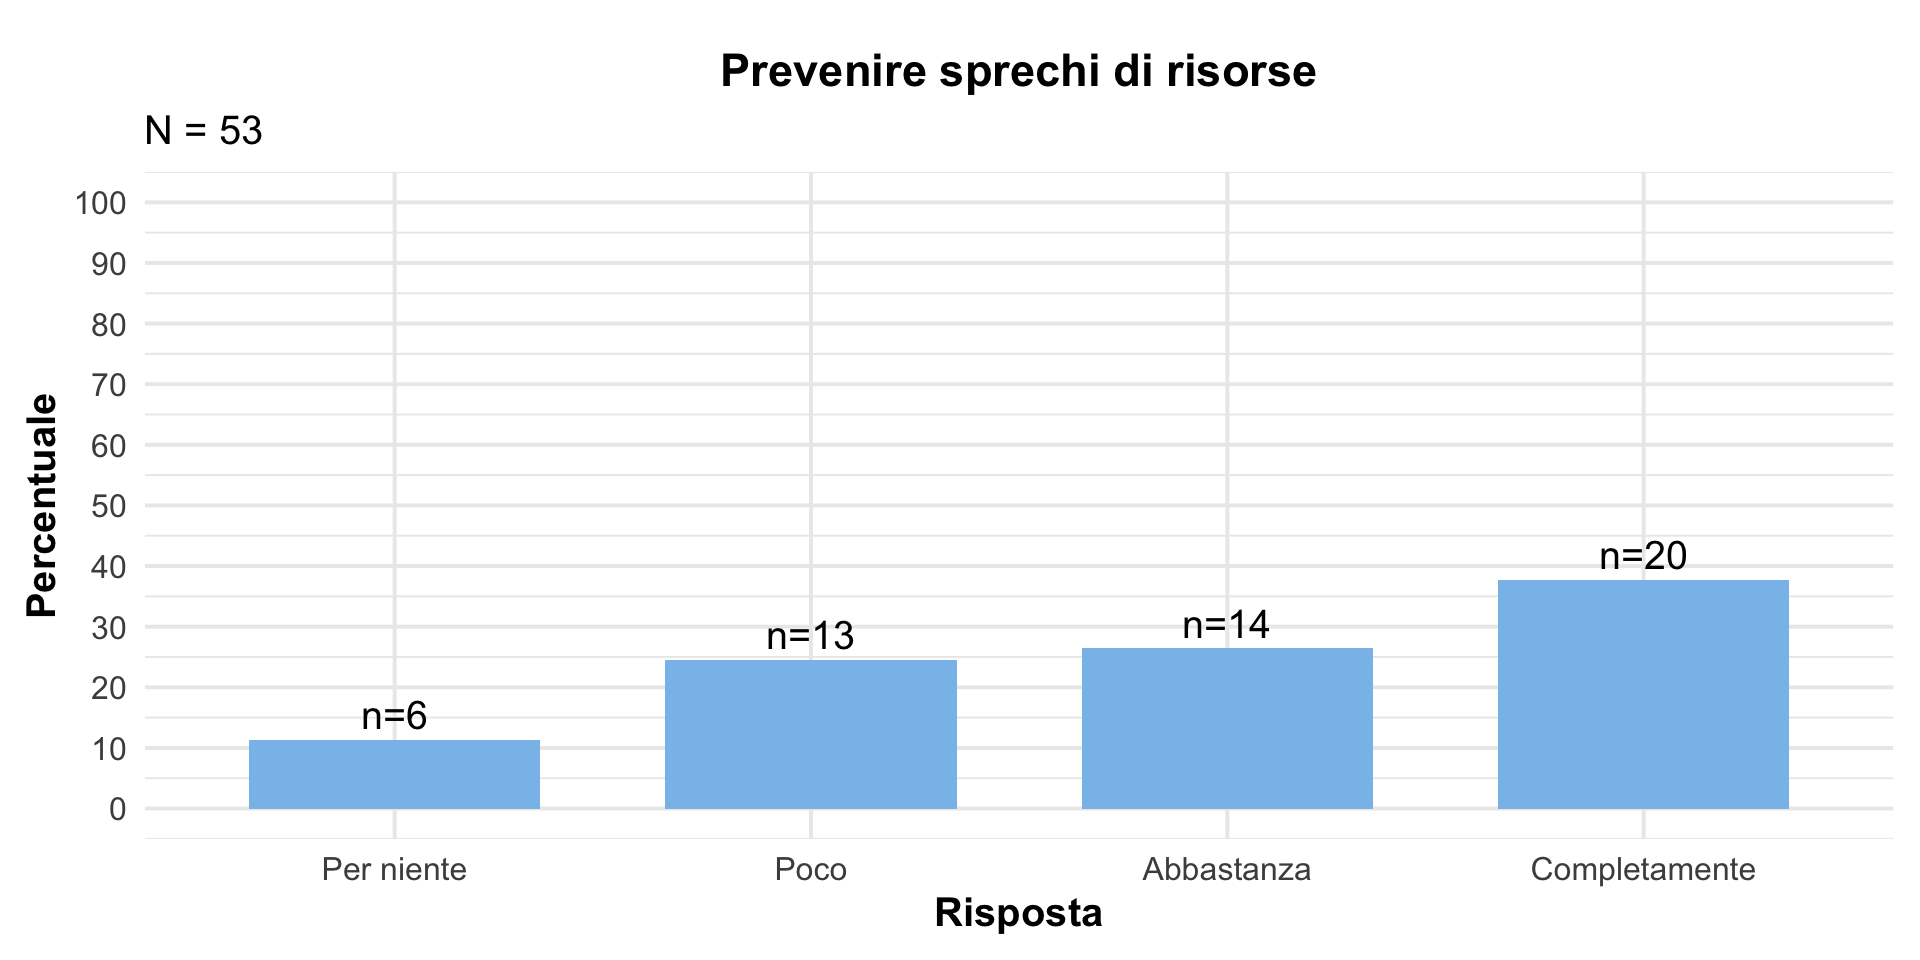 Prevenire sprechi di risorse
N = 53
Percentuale
100
90
80
70
60
50
40
30
20
10
0
n=6
n=13
n=14
n=20
Per niente
Poco
Abbastanza
Completamente
Risposta